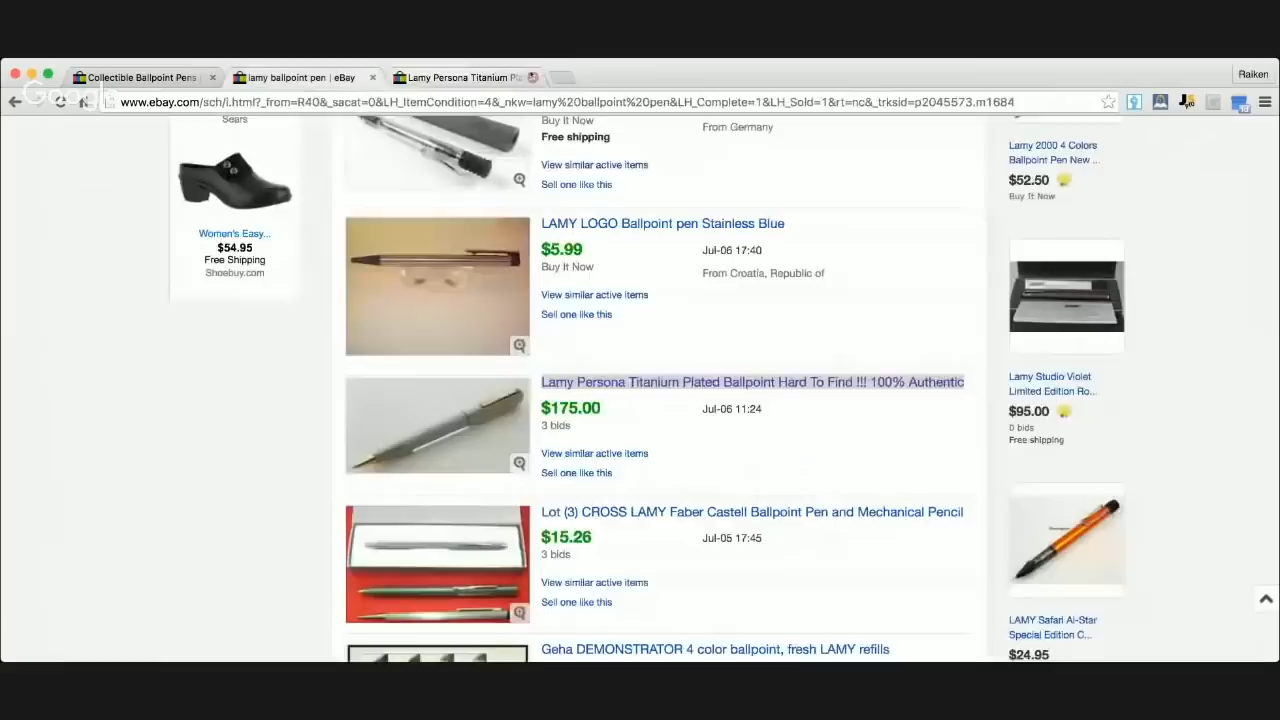 Collectible Ballpoint Pens
lamy ballpoint pen | eBay
Lamy Persona Titanium Pl
Raiken
Google
www.ebay.com/sch/i.html?_from=R40&_sacat=0&LH_ItemCondition=4&_nkw=lamy%20ballpoint%20pen&LH_Complete=1&LH_Sold=1&rt=nc&_trksid=p2045573.m1684
Sears
Women's Easy...
$54.95
Free Shipping
Shoebuy.com
Buy It Now
From Germany
Free shipping
View similar active items
Sell one like this
LAMY LOGO Ballpoint pen Stainless Blue
$5.99
Jul-06 17:40
Buy It Now
From Croatia, Republic of
View similar active items
Sell one like this
Lamy Persona Titanium Plated Ballpoint Hard To Find !!! 100% Authentic
$175.00
Jul-06 11:24
3 bids
View similar active items
Sell one like this
Lot (3) CROSS LAMY Faber Castell Ballpoint Pen and Mechanical Pencil
$15.26
Jul-05 17:45
3 bids
View similar active items
Sell one like this
Geha DEMONSTRATOR 4 color ballpoint, fresh LAMY refills
Lamy 2000 4 Colors
Ballpoint Pen New ...
$52.50
Buy It Now
Lamy Studio Violet
Limited Edition Ro...
$95.00
0 bids
Free shipping
LAMY Safari Al-Star
Special Edition C...
$24.95